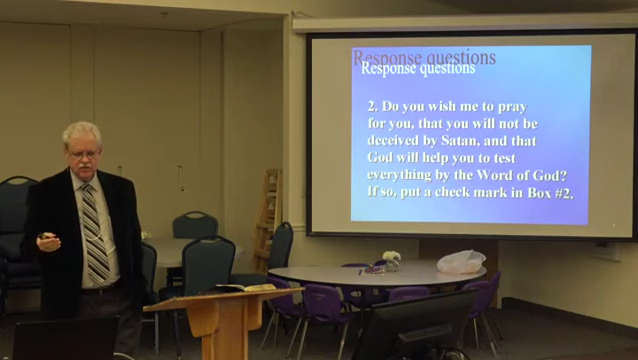 Response questions
Response questions
2. Do you wish me to pray
for you, that you will not be
deceived by Satan, and that
God will help you to test
everything by the Word of God?
If so, put a check mark in Box #2.